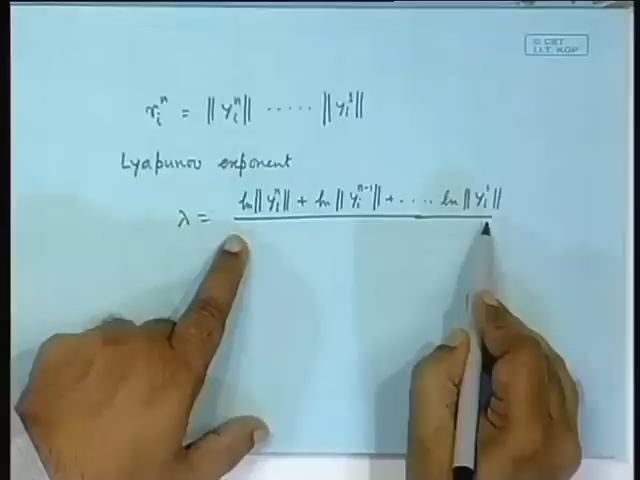 © CET
I.I.T. KGP
r_i^n = ||y_i^n|| ..... ||y_i^1||
Lyapunov exponent
λ = ln||y_i^n|| + ln||y_i^{n-1}|| + .... ln||y_i^1||